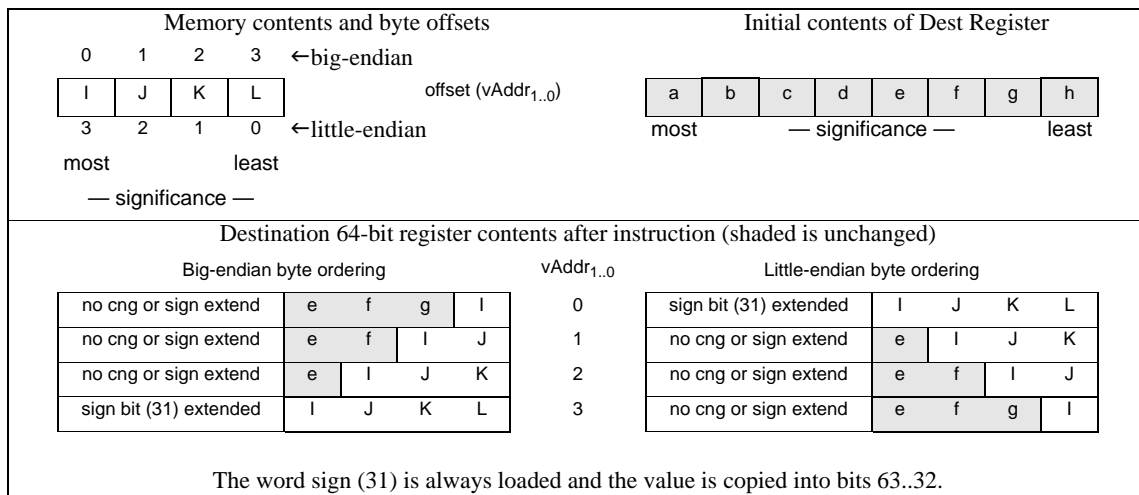 Memory contents and byte offsets
Initial contents of Dest Register
0 1 2 3 ←big-endian
I J K L
offset (vAddr1..0)
a b c d e f g h
3 2 1 0 ←little-endian
most — significance — least
most least
— significance —
Destination 64-bit register contents after instruction (shaded is unchanged)
Big-endian byte ordering vAddr1..0 Little-endian byte ordering
no cng or sign extend e f g I 0 sign bit (31) extended I J K L
no cng or sign extend e f I J 1 no cng or sign extend e I J K
no cng or sign extend e I J K 2 no cng or sign extend e f I J
sign bit (31) extended I J K L 3 no cng or sign extend e f g I
The word sign (31) is always loaded and the value is copied into bits 63..32.